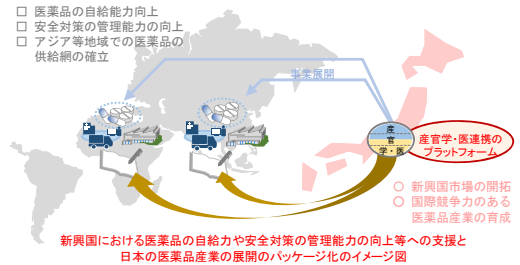 □ 医薬品の自給能力向上
□ 安全対策の管理能力の向上
□ アジア等地域での医薬品の
供給網の確立
事業展開
産
官
学・医
産官学・医連携の
プラットフォーム
○ 新興国市場の開拓
○ 国際競争力のある
医薬品産業の育成
新興国における医薬品の自給力や安全対策の管理能力の向上等への支援と
日本の医薬品産業の展開のパッケージ化のイメージ図